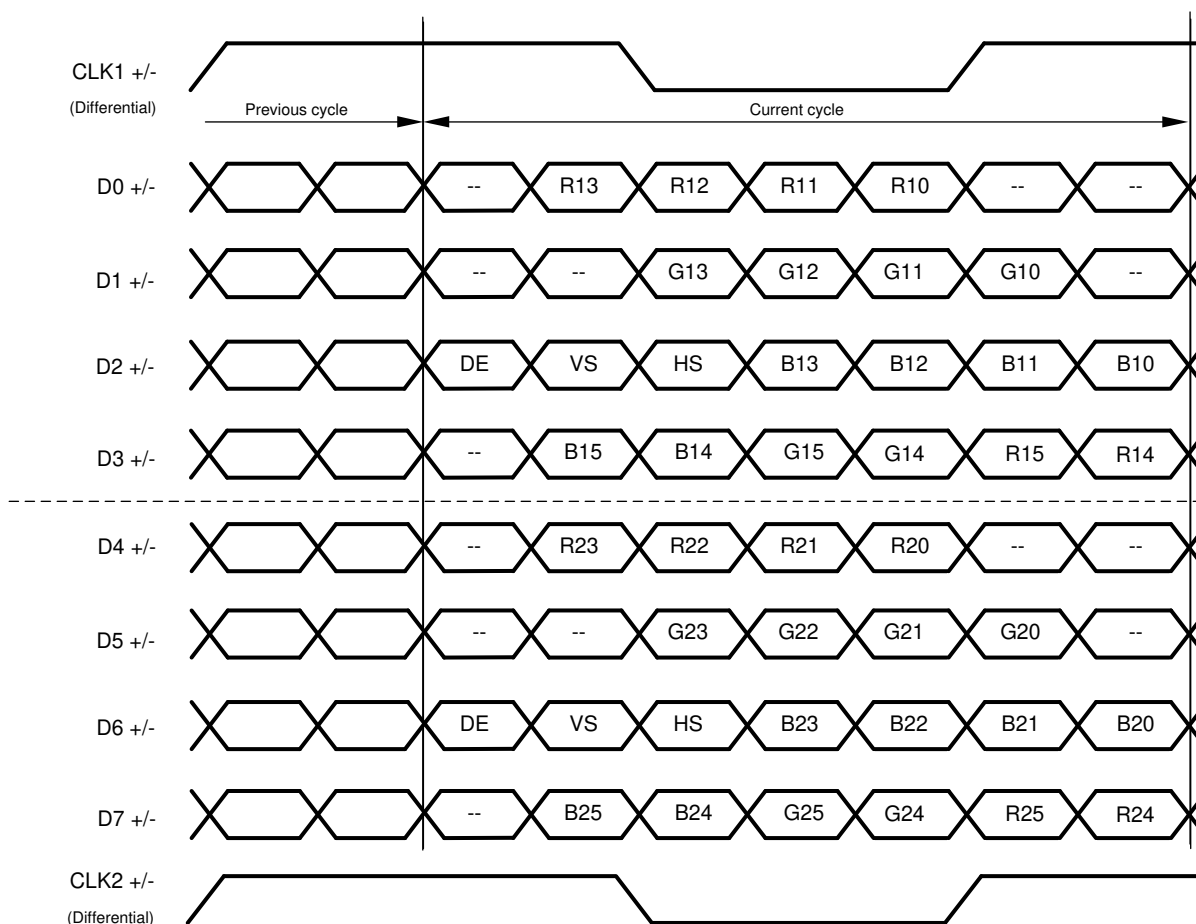 CLK1 +/-
(Differential)
Previous cycle Current cycle
D0 +/- -- R13 R12 R11 R10 -- --
D1 +/- -- -- G13 G12 G11 G10 --
D2 +/- DE VS HS B13 B12 B11 B10
D3 +/- -- B15 B14 G15 G14 R15 R14
D4 +/- -- R23 R22 R21 R20 -- --
D5 +/- -- -- G23 G22 G21 G20 --
D6 +/- DE VS HS B23 B22 B21 B20
D7 +/- -- B25 B24 G25 G24 R25 R24
CLK2 +/-
(Differential)